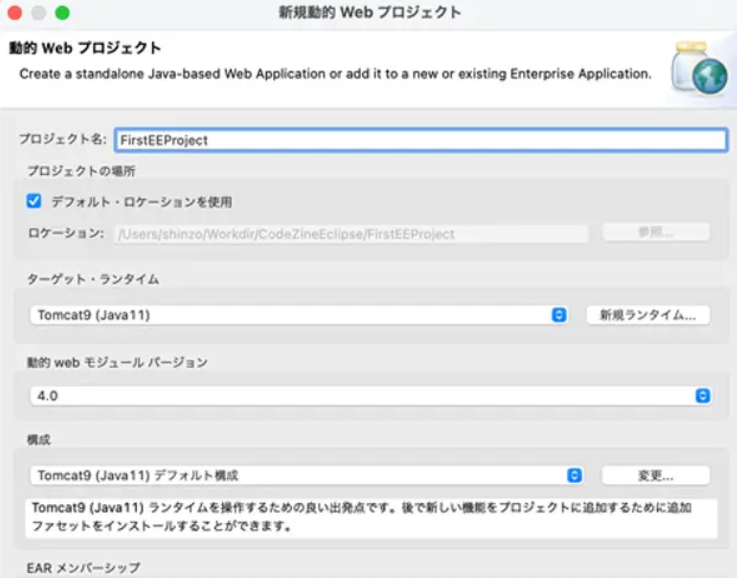 新規動的 Web プロジェクト
動的 Web プロジェクト
Create a standalone Java-based Web Application or add it to a new or existing Enterprise Application.
プロジェクト名: FirstEEProject
プロジェクトの場所
デフォルト・ロケーションを使用
ロケーション: /Users/shinzo/Workdir/CodeZineEclipse/FirstEEProject 参照...
ターゲット・ランタイム
Tomcat9 (Java11) 新規ランタイム...
動的 web モジュール バージョン
4.0
構成
Tomcat9 (Java11) デフォルト構成 変更...
Tomcat9 (Java11) ランタイムを操作するための良い出発点です。後で新しい機能をプロジェクトに追加するために追加
ファセットをインストールすることができます。
EAR メンバーシップ